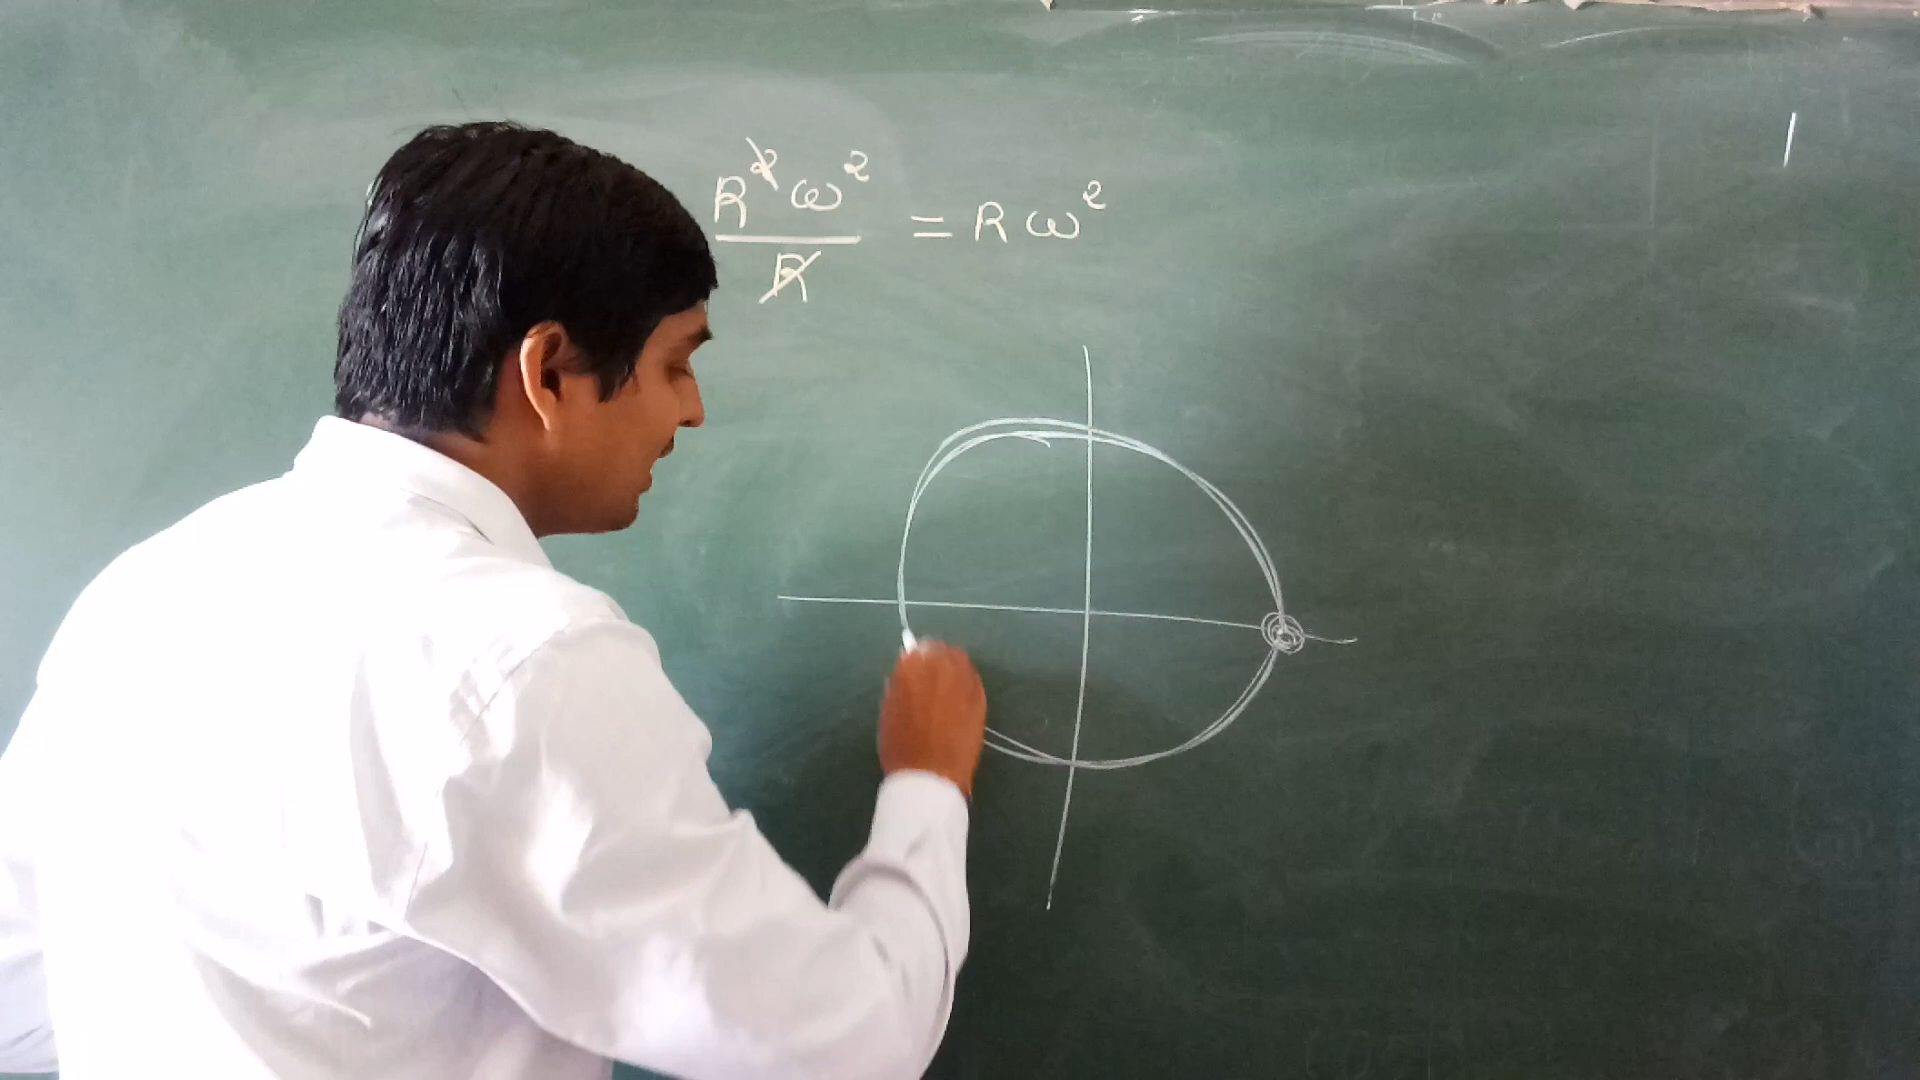 R²ω² / R = Rω²